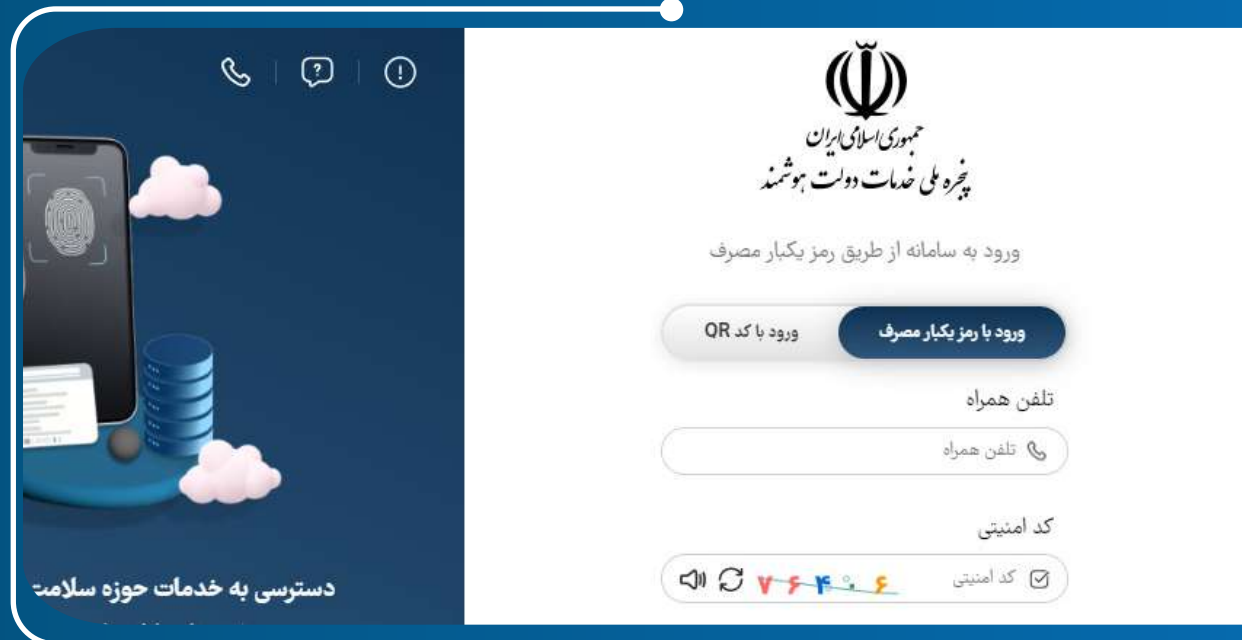 جمهوری اسلامی ایران
پنجره ملی خدمات دولت هوشمند
ورود به سامانه از طریق رمز یکبار مصرف
ورود با رمز یکبار مصرف
ورود با کد QR
تلفن همراه
تلفن همراه
کد امنیتی
کد امنیتی
۷۶۴۰۶
دسترسی به خدمات حوزه سلامت